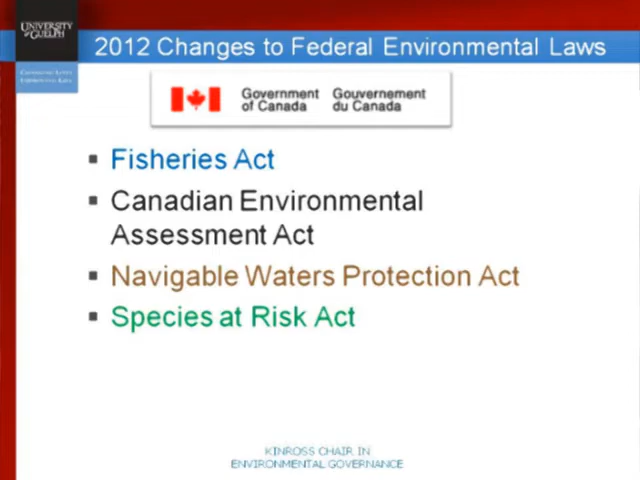 UNIVERSITY
OF GUELPH
2012 Changes to Federal Environmental Laws
Government
of Canada
Gouvernement
du Canada
Fisheries Act
Canadian Environmental
Assessment Act
Navigable Waters Protection Act
Species at Risk Act
KINROSS CHAIR IN
ENVIRONMENTAL GOVERNANCE